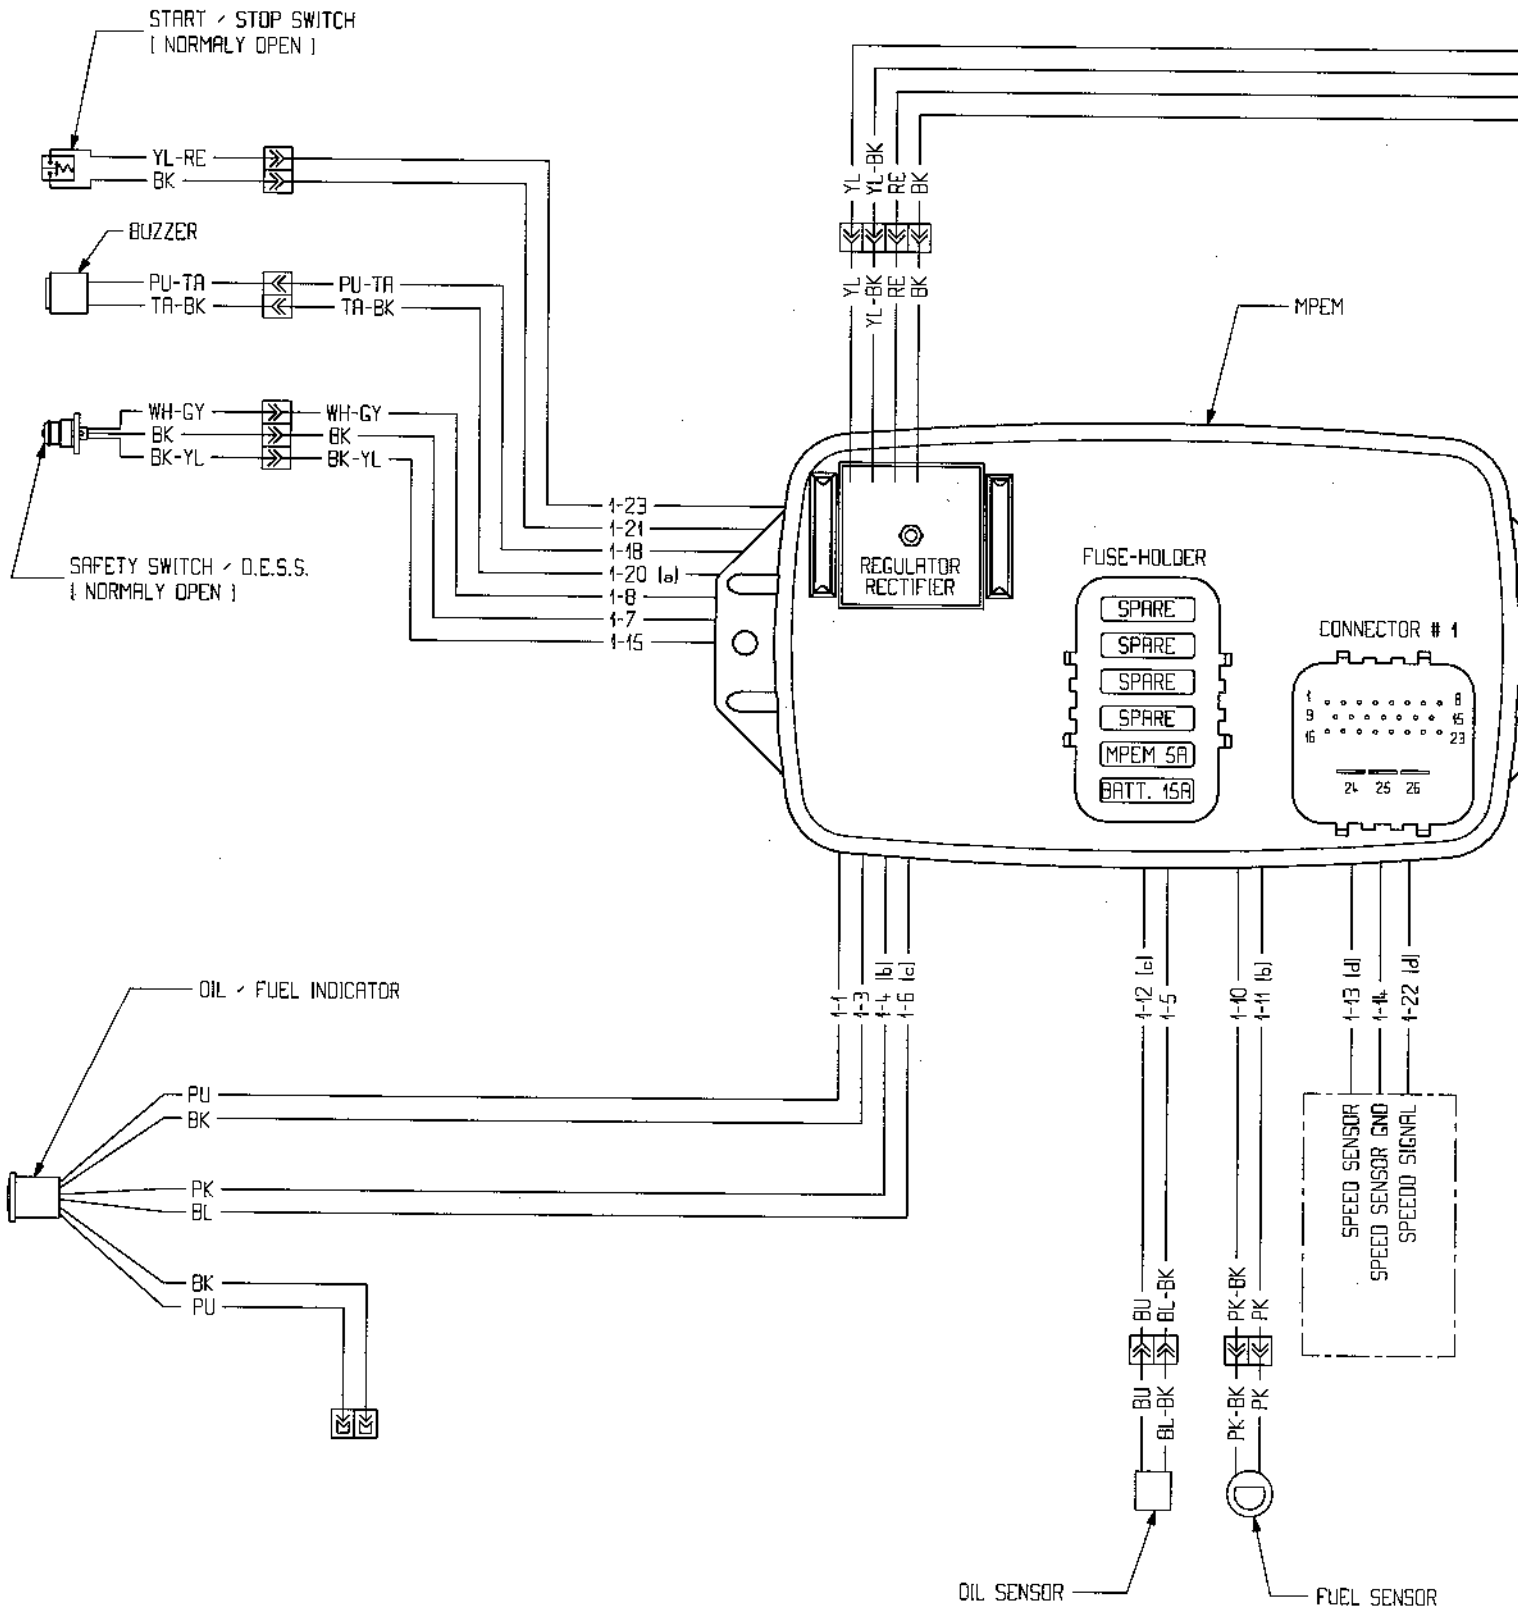 START / STOP SWITCH
[ NORMALY OPEN ]
YL-RE
BK
BUZZER
PU-TA
PU-TA
TA-BK
TA-BK
WH-GY
WH-GY
BK
BK
BK-YL
BK-YL
SAFETY SWITCH / D.E.S.S.
[ NORMALY OPEN ]
YL
YL-BK
RE
BK
YL
YL-BK
RE
BK
MPEM
1-23
1-21
1-18
1-20 (a)
1-8
1-7
1-15
REGULATOR
RECTIFIER
FUSE-HOLDER
SPARE
SPARE
SPARE
SPARE
MPEM 5A
BATT. 15A
CONNECTOR # 1
1 8
9 15
16 23
24 25 26
OIL / FUEL INDICATOR
1-1
1-3
1-4 (b)
1-6 (c)
1-12 (c)
1-5
1-10
1-11 (b)
1-13 (d)
1-14
1-22 (d)
PU
BK
PK
BL
BK
PU
SPEED SENSOR
SPEED SENSOR GND
SPEEDO SIGNAL
BU
BL-BK
PK-BK
PK
BU
BL-BK
PK-BK
PK
OIL SENSOR
FUEL SENSOR